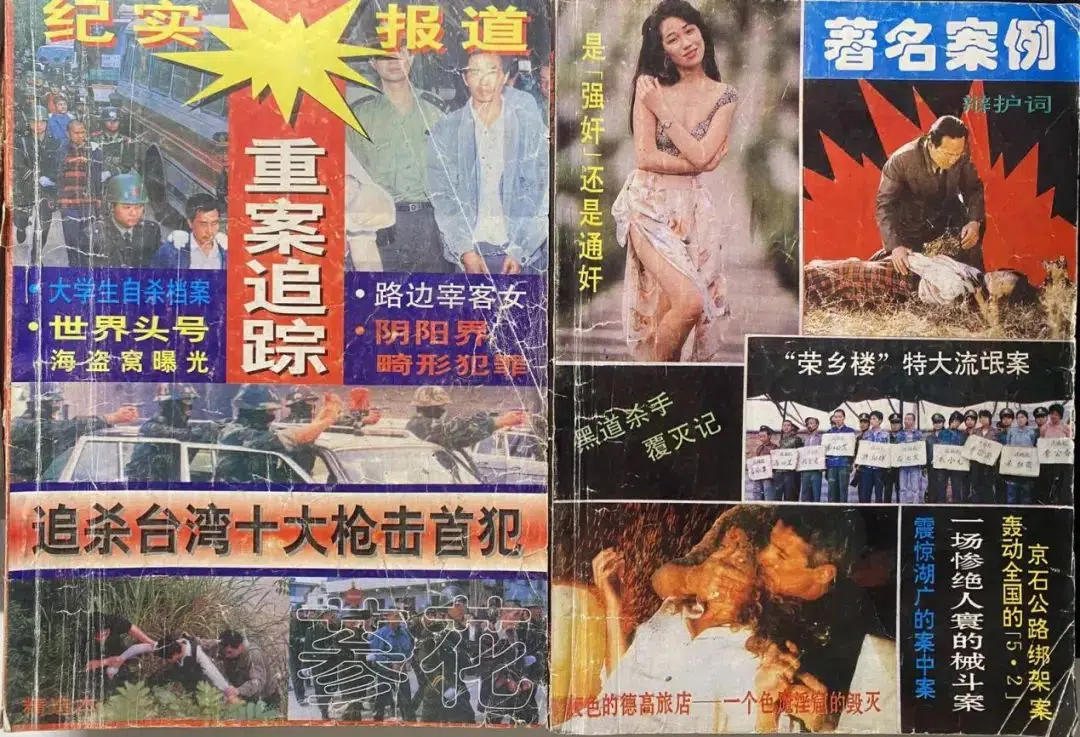 纪实
报道
重案追踪
·大学生自杀档案
·世界头号
海盗窝曝光
·路边宰客女
·阴阳界
畸形犯罪
追杀台湾十大枪击首犯
精选本
著名案例
辩护词
是「强奸」还是通奸
“荣乡楼”特大流氓案
黑道杀手
覆灭记
京石公路绑架案
轰动全国的「5·2」
一场惨绝人寰的械斗案
震惊湖广的案中案
色的德高旅店——一个色魔淫窟的毁灭